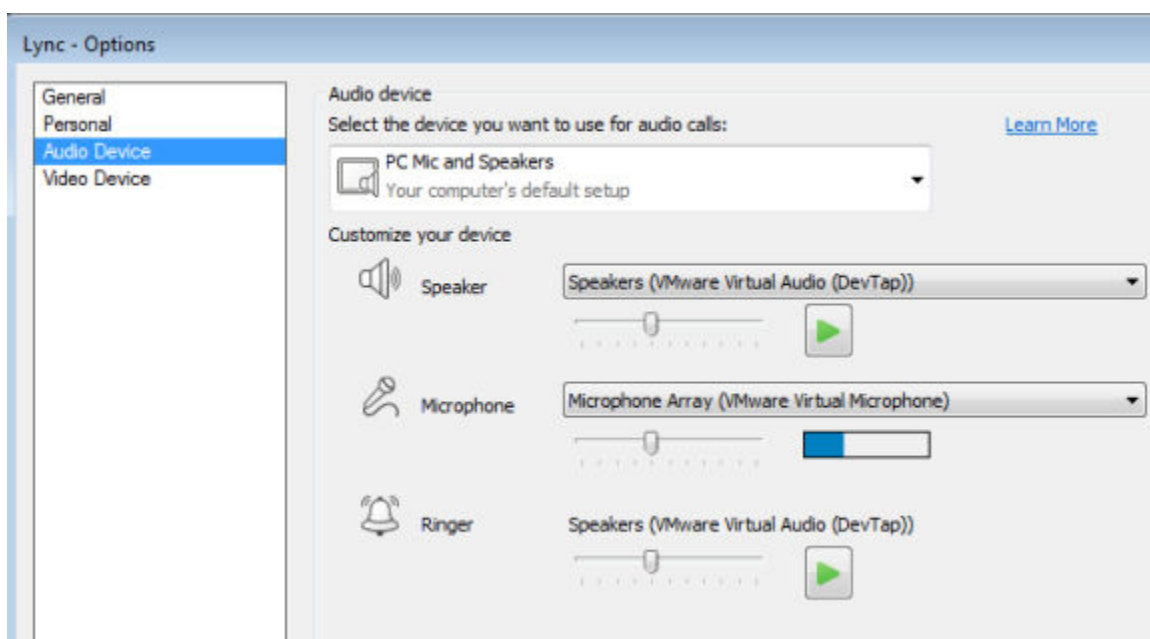 Lync - Options
General
Personal
Audio Device
Video Device
Audio device
Select the device you want to use for audio calls:
Learn More
PC Mic and Speakers
Your computer's default setup
Customize your device
Speaker
Speakers (VMware Virtual Audio (DevTap))
Microphone
Microphone Array (VMware Virtual Microphone)
Ringer
Speakers (VMware Virtual Audio (DevTap))